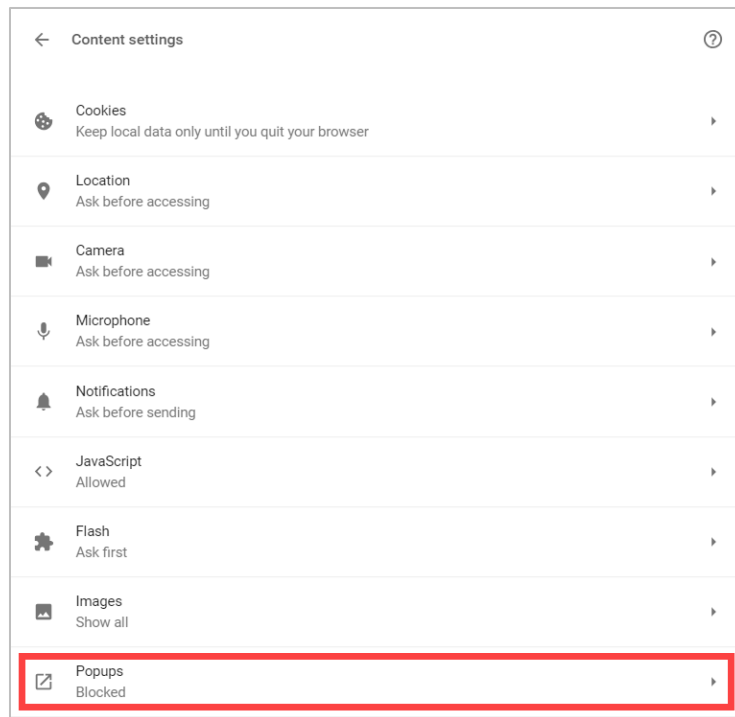 Content settings
Cookies
Keep local data only until you quit your browser
Location
Ask before accessing
Camera
Ask before accessing
Microphone
Ask before accessing
Notifications
Ask before sending
JavaScript
Allowed
Flash
Ask first
Images
Show all
Popups
Blocked